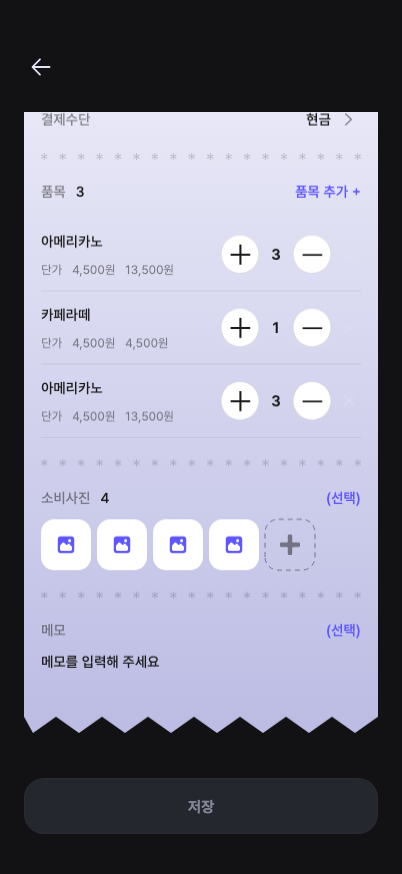 결제수단 현금
* * * * * * * * * * * * * * * * * *
품목 3 품목 추가 +
아메리카노
단가 4,500원 13,500원
3
카페라떼
단가 4,500원 4,500원
1
아메리카노
단가 4,500원 13,500원
3
* * * * * * * * * * * * * * * * * *
소비사진 4 (선택)
* * * * * * * * * * * * * * * * * *
메모 (선택)
메모를 입력해 주세요
저장